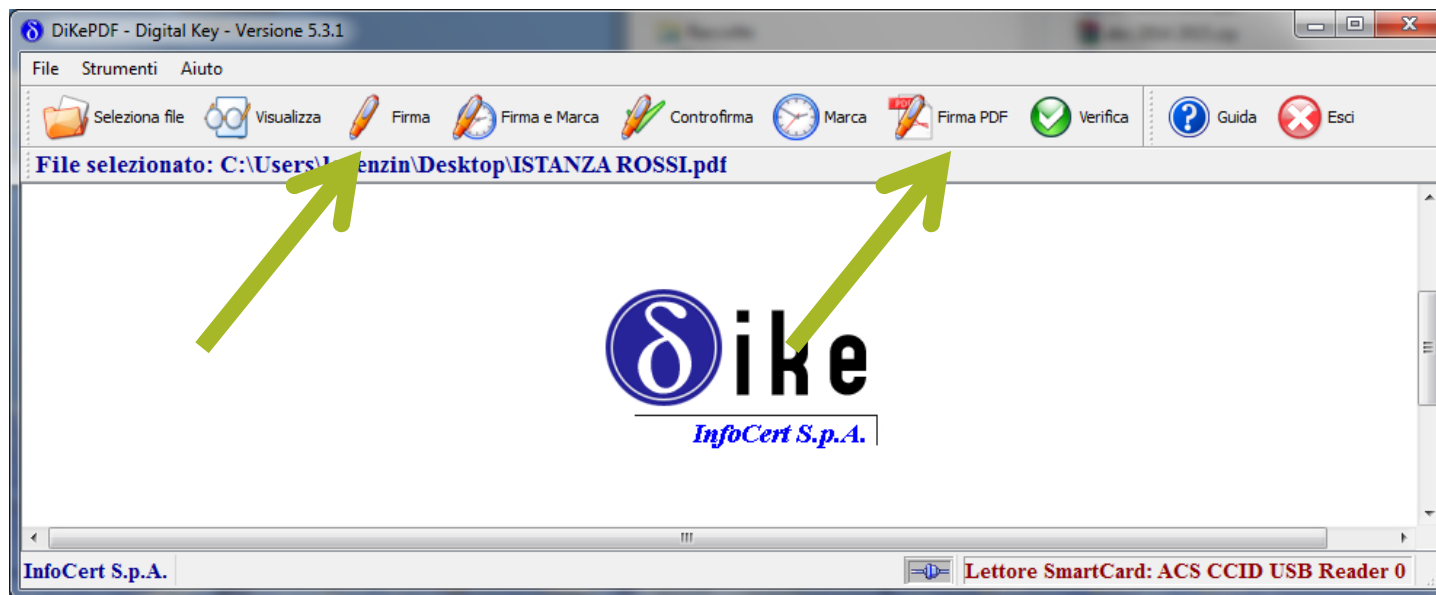 DiKePDF - Digital Key - Versione 5.3.1
File Strumenti Aiuto
Seleziona file Visualizza Firma Firma e Marca Controfirma Marca Firma PDF Verifica Guida Esci
File selezionato: C:\Users\ \Desktop\ISTANZA ROSSI.pdf
δike
InfoCert S.p.A.
InfoCert S.p.A. Lettore SmartCard: ACS CCID USB Reader 0